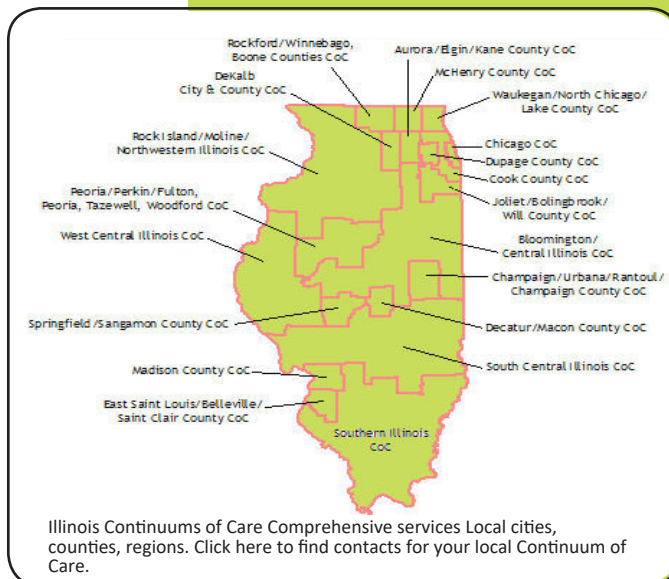 Rockford/Winnebago,
Boone Counties CoC
Aurora/Elgin/Kane County CoC
DeKalb
City & County CoC
McHenry County CoC
Waukegan/North Chicago/
Lake County CoC
Rock Island/Moline/
Northwestern Illinois CoC
Chicago CoC
Dupage County CoC
Cook County CoC
Peoria/Perkin/Fulton,
Peoria, Tazewell, Woodford CoC
Joliet/Bolingbrook/
Will County CoC
West Central Illinois CoC
Bloomington/
Central Illinois CoC
Champaign/Urbana/Rantoul/
Champaign County CoC
Springfield/Sangamon County CoC
Decatur/Macon County CoC
South Central Illinois CoC
Madison County CoC
East Saint Louis/Belleville/
Saint Clair County CoC
Southern Illinois
CoC
Illinois Continuums of Care Comprehensive services Local cities,
counties, regions. Click here to find contacts for your local Continuum of
Care.